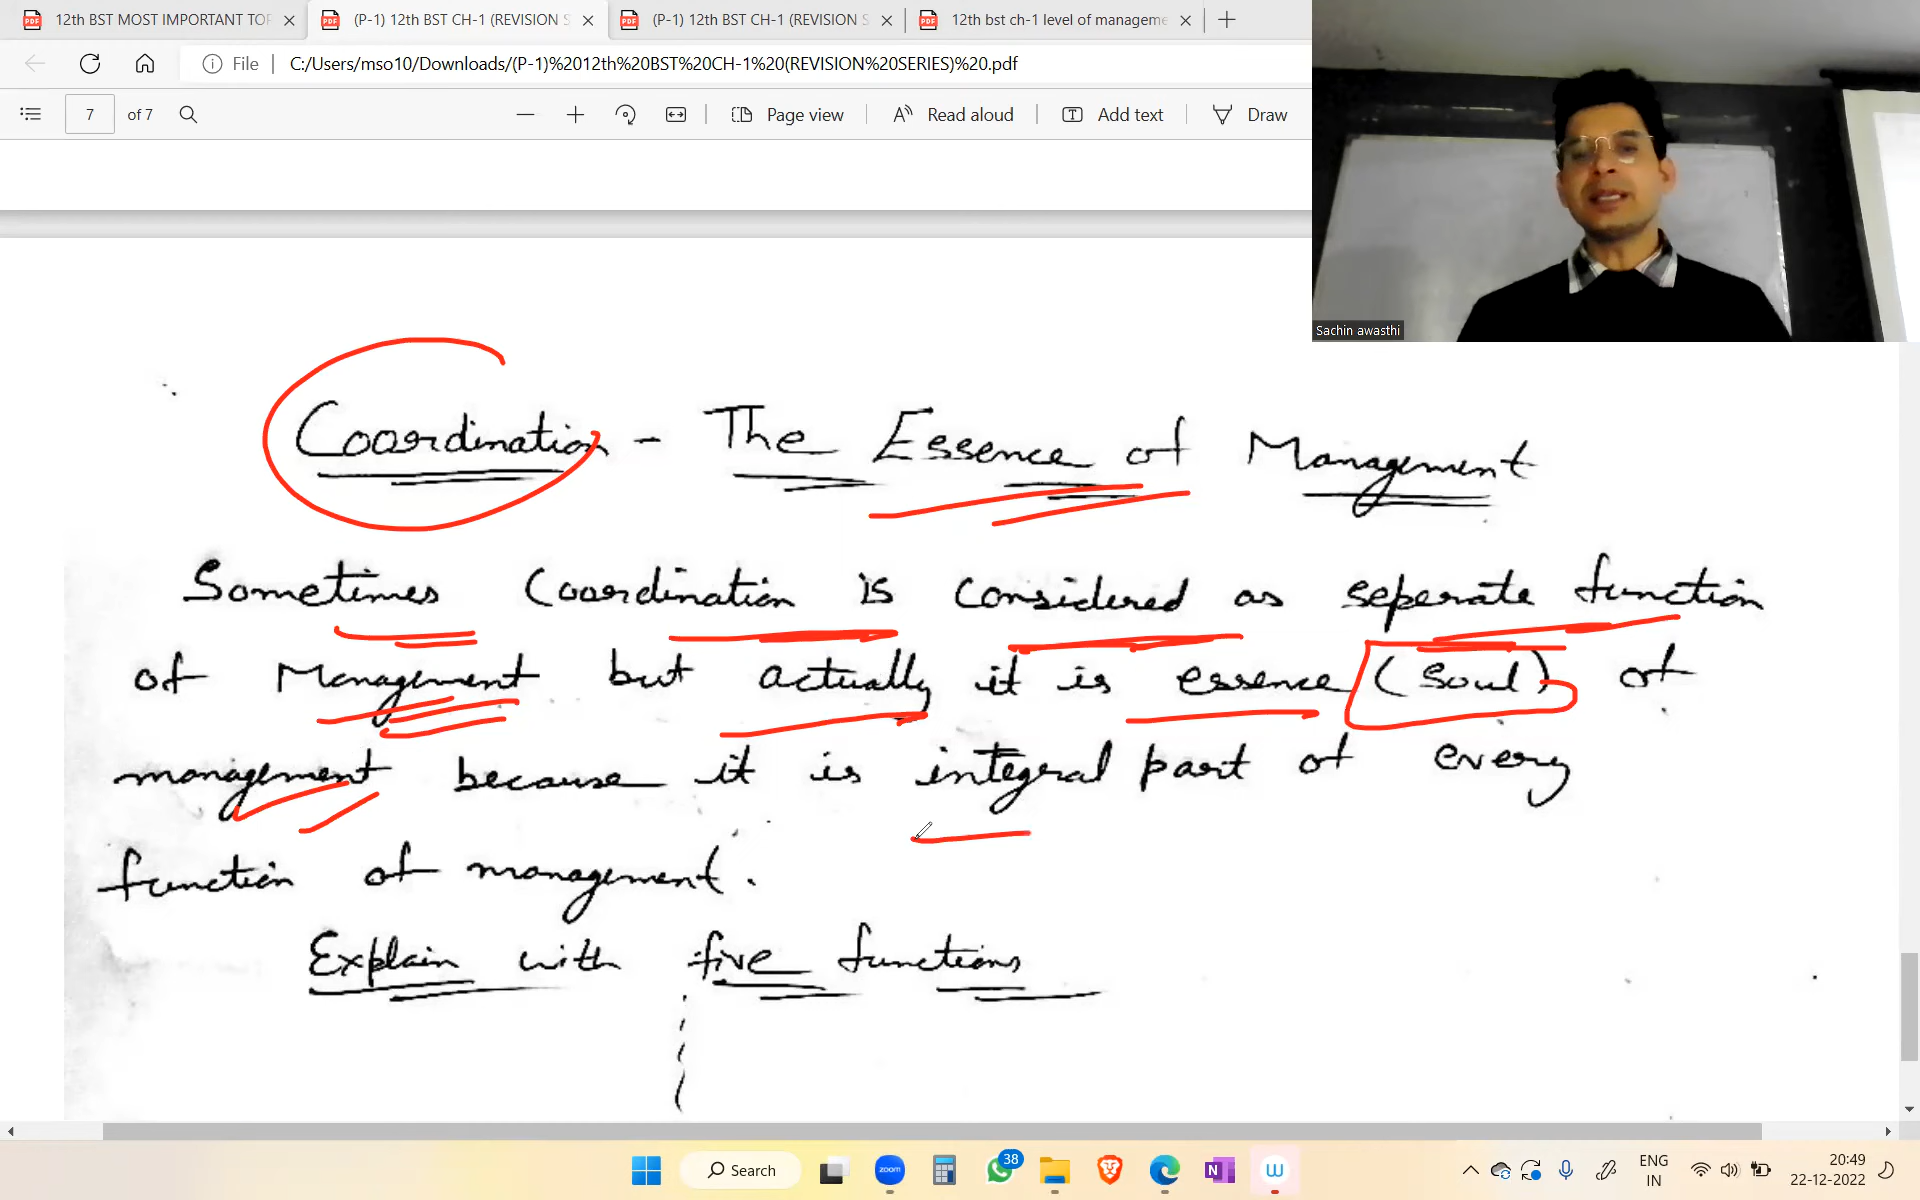 12th BST MOST IMPORTANT TOP
(P-1) 12th BST CH-1 (REVISION S
(P-1) 12th BST CH-1 (REVISION S
12th bst ch-1 level of manageme
File
C:/Users/mso10/Downloads/(P-1)%2012th%20BST%20CH-1%20(REVISION%20SERIES)%20.pdf
7 of 7
Page view
Read aloud
Add text
Draw
Sachin awasthi
Coordination - The Essence of Management
Sometimes Coordination is considered as seperate function
of Management but actually it is essence (soul) of
management because it is integral part of every
function of management.
Explain with five functions
Search
zoom
38
N
W
ENG
IN
20:49
22-12-2022